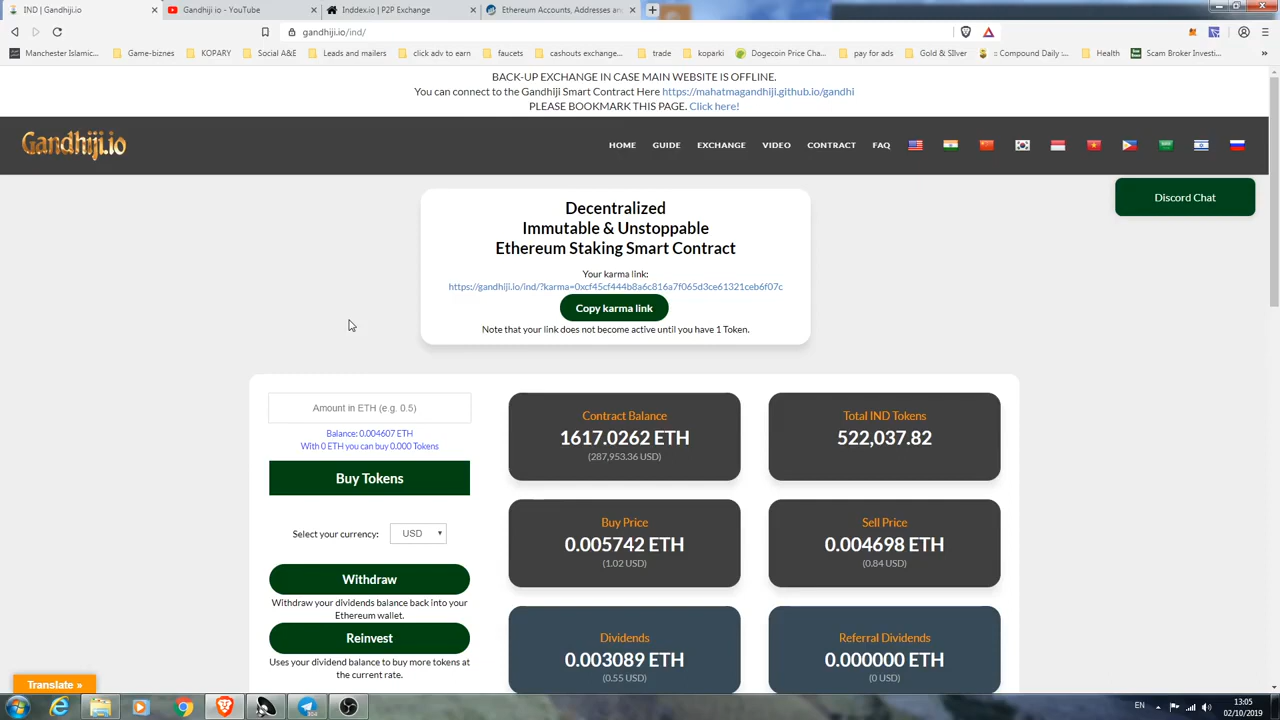 IND | Gandhiji.io
Gandhiji io - YouTube
Inddex.io | P2P Exchange
Ethereum Accounts, Addresses and
gandhiji.io/ind/
Manchester Islamic...
Game-biznes
KOPARY
Social A&E
Leads and mailers
click adv to earn
faucets
cashouts exchange...
trade
koparki
Dogecoin Price Cha...
pay for ads
Gold & SIlver
:: Compound Daily :...
Health
Scam Broker Investi...
BACK-UP EXCHANGE IN CASE MAIN WEBSITE IS OFFLINE.
You can connect to the Gandhiji Smart Contract Here https://mahatmagandhiji.github.io/gandhi
PLEASE BOOKMARK THIS PAGE. Click here!
Gandhiji.io
HOME
GUIDE
EXCHANGE
VIDEO
CONTRACT
FAQ
Discord Chat
Decentralized
Immutable & Unstoppable
Ethereum Staking Smart Contract
Your karma link:
https://gandhiji.io/ind/?karma=0xcf45cf444b8a6c816a7f065d3ce61321ceb6f07c
Copy karma link
Note that your link does not become active until you have 1 Token.
Amount in ETH (e.g. 0.5)
Balance: 0.004607 ETH
With 0 ETH you can buy 0.000 Tokens
Buy Tokens
Select your currency:
USD
Withdraw
Withdraw your dividends balance back into your
Ethereum wallet.
Reinvest
Uses your dividend balance to buy more tokens at
the current rate.
Contract Balance
1617.0262 ETH
(287,953.36 USD)
Total IND Tokens
522,037.82
Buy Price
0.005742 ETH
(1.02 USD)
Sell Price
0.004698 ETH
(0.84 USD)
Dividends
0.003089 ETH
(0.55 USD)
Referral Dividends
0.000000 ETH
(0 USD)
Translate »
EN
13:05
02/10/2019